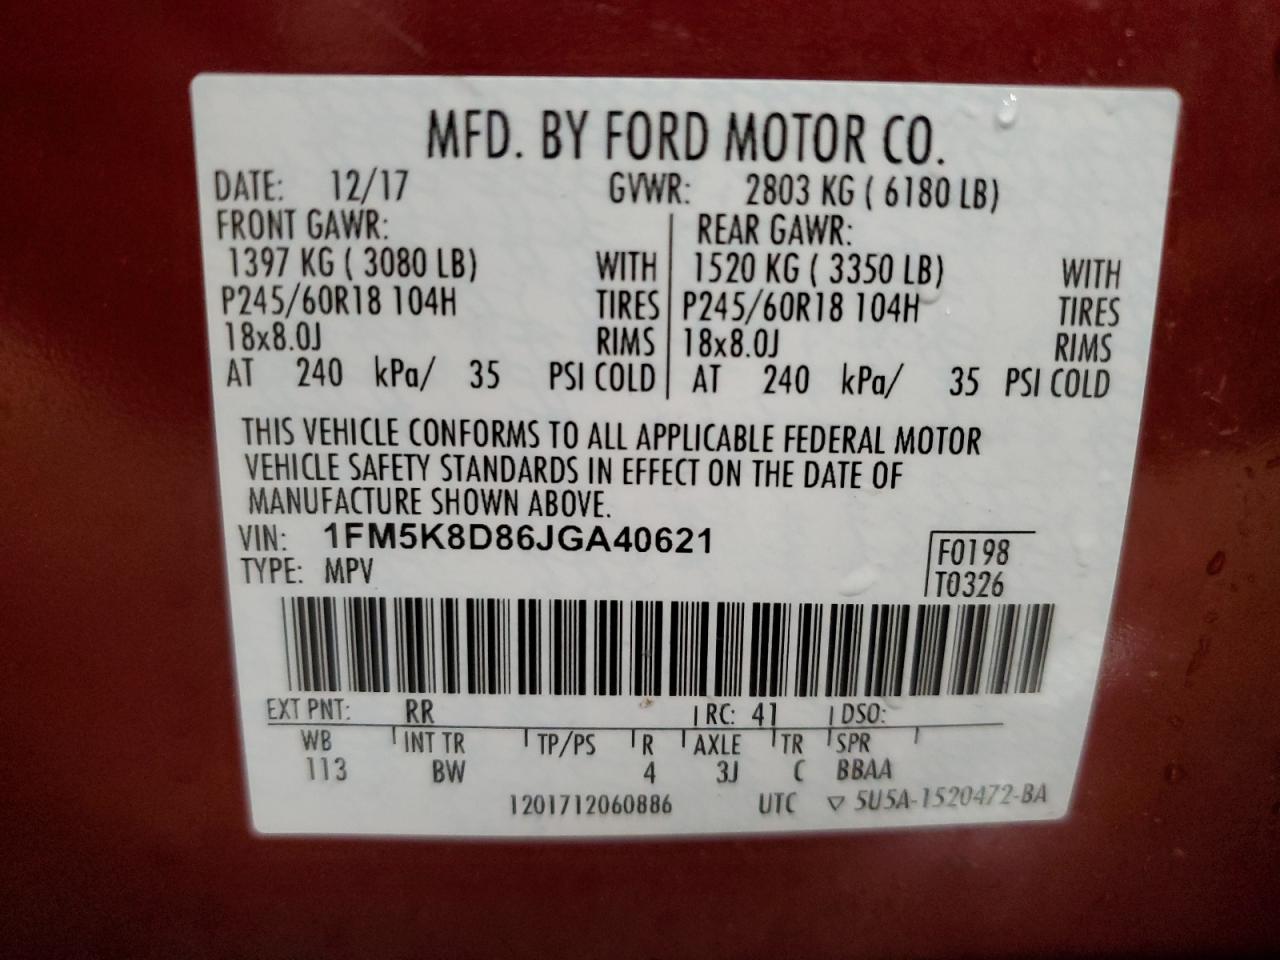 MFD. BY FORD MOTOR CO.
DATE: 12/17 GVWR: 2803 KG ( 6180 LB)
FRONT GAWR: REAR GAWR:
1397 KG ( 3080 LB) WITH 1520 KG ( 3350 LB) WITH
P245/60R18 104H TIRES P245/60R18 104H TIRES
18x8.0J RIMS 18x8.0J RIMS
AT 240 kPa/ 35 PSI COLD AT 240 kPa/ 35 PSI COLD
THIS VEHICLE CONFORMS TO ALL APPLICABLE FEDERAL MOTOR
VEHICLE SAFETY STANDARDS IN EFFECT ON THE DATE OF
MANUFACTURE SHOWN ABOVE.
VIN: 1FM5K8D86JGA40621
F0198
TYPE: MPV
T0326
EXT PNT: RR RC: 41 DSO:
WB INT TR TP/PS R AXLE TR SPR
113 BW 4 3J C BBAA
1201712060886 UTC ▽ 5U5A-1520472-BA